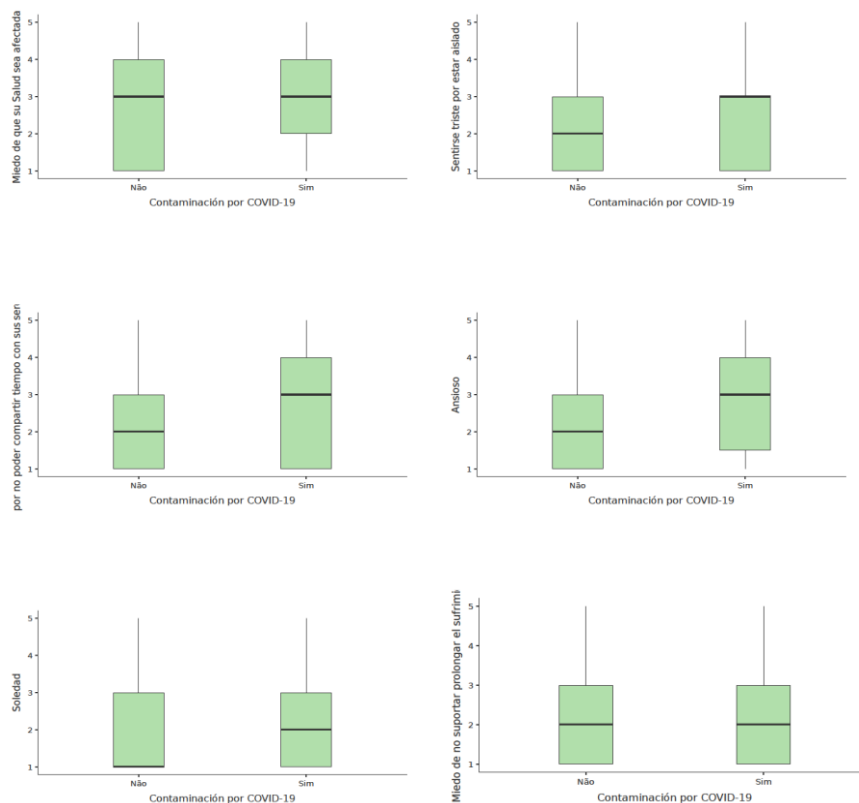 Miedo de que su Salud sea afectada
5
4
3
2
1
Não
Sim
Contaminación por COVID-19
Sentirse triste por estar aislado
5
4
3
2
1
Não
Sim
Contaminación por COVID-19
por no poder compartir tiempo con sus ser
5
4
3
2
1
Não
Sim
Contaminación por COVID-19
Ansioso
5
4
3
2
1
Não
Sim
Contaminación por COVID-19
Soledad
5
4
3
2
1
Não
Sim
Contaminación por COVID-19
Miedo de no suportar prolongar el sufrimi
5
4
3
2
1
Não
Sim
Contaminación por COVID-19